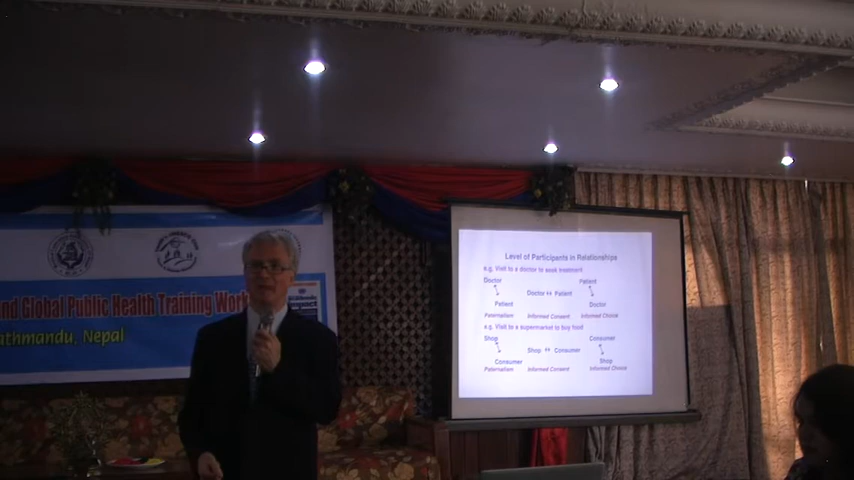 and Global Public Health Training Work
athmandu, Nepal
Level of Participants in Relationships
e.g. Visit to a doctor to seek treatment
Doctor
Patient
Doctor ↔ Patient
Patient
Doctor
Paternalism
Informed Consent
Informed Choice
e.g. Visit to a supermarket to buy food
Shop
Consumer
Shop ↔ Consumer
Consumer
Shop
Paternalism
Informed Consent
Informed Choice